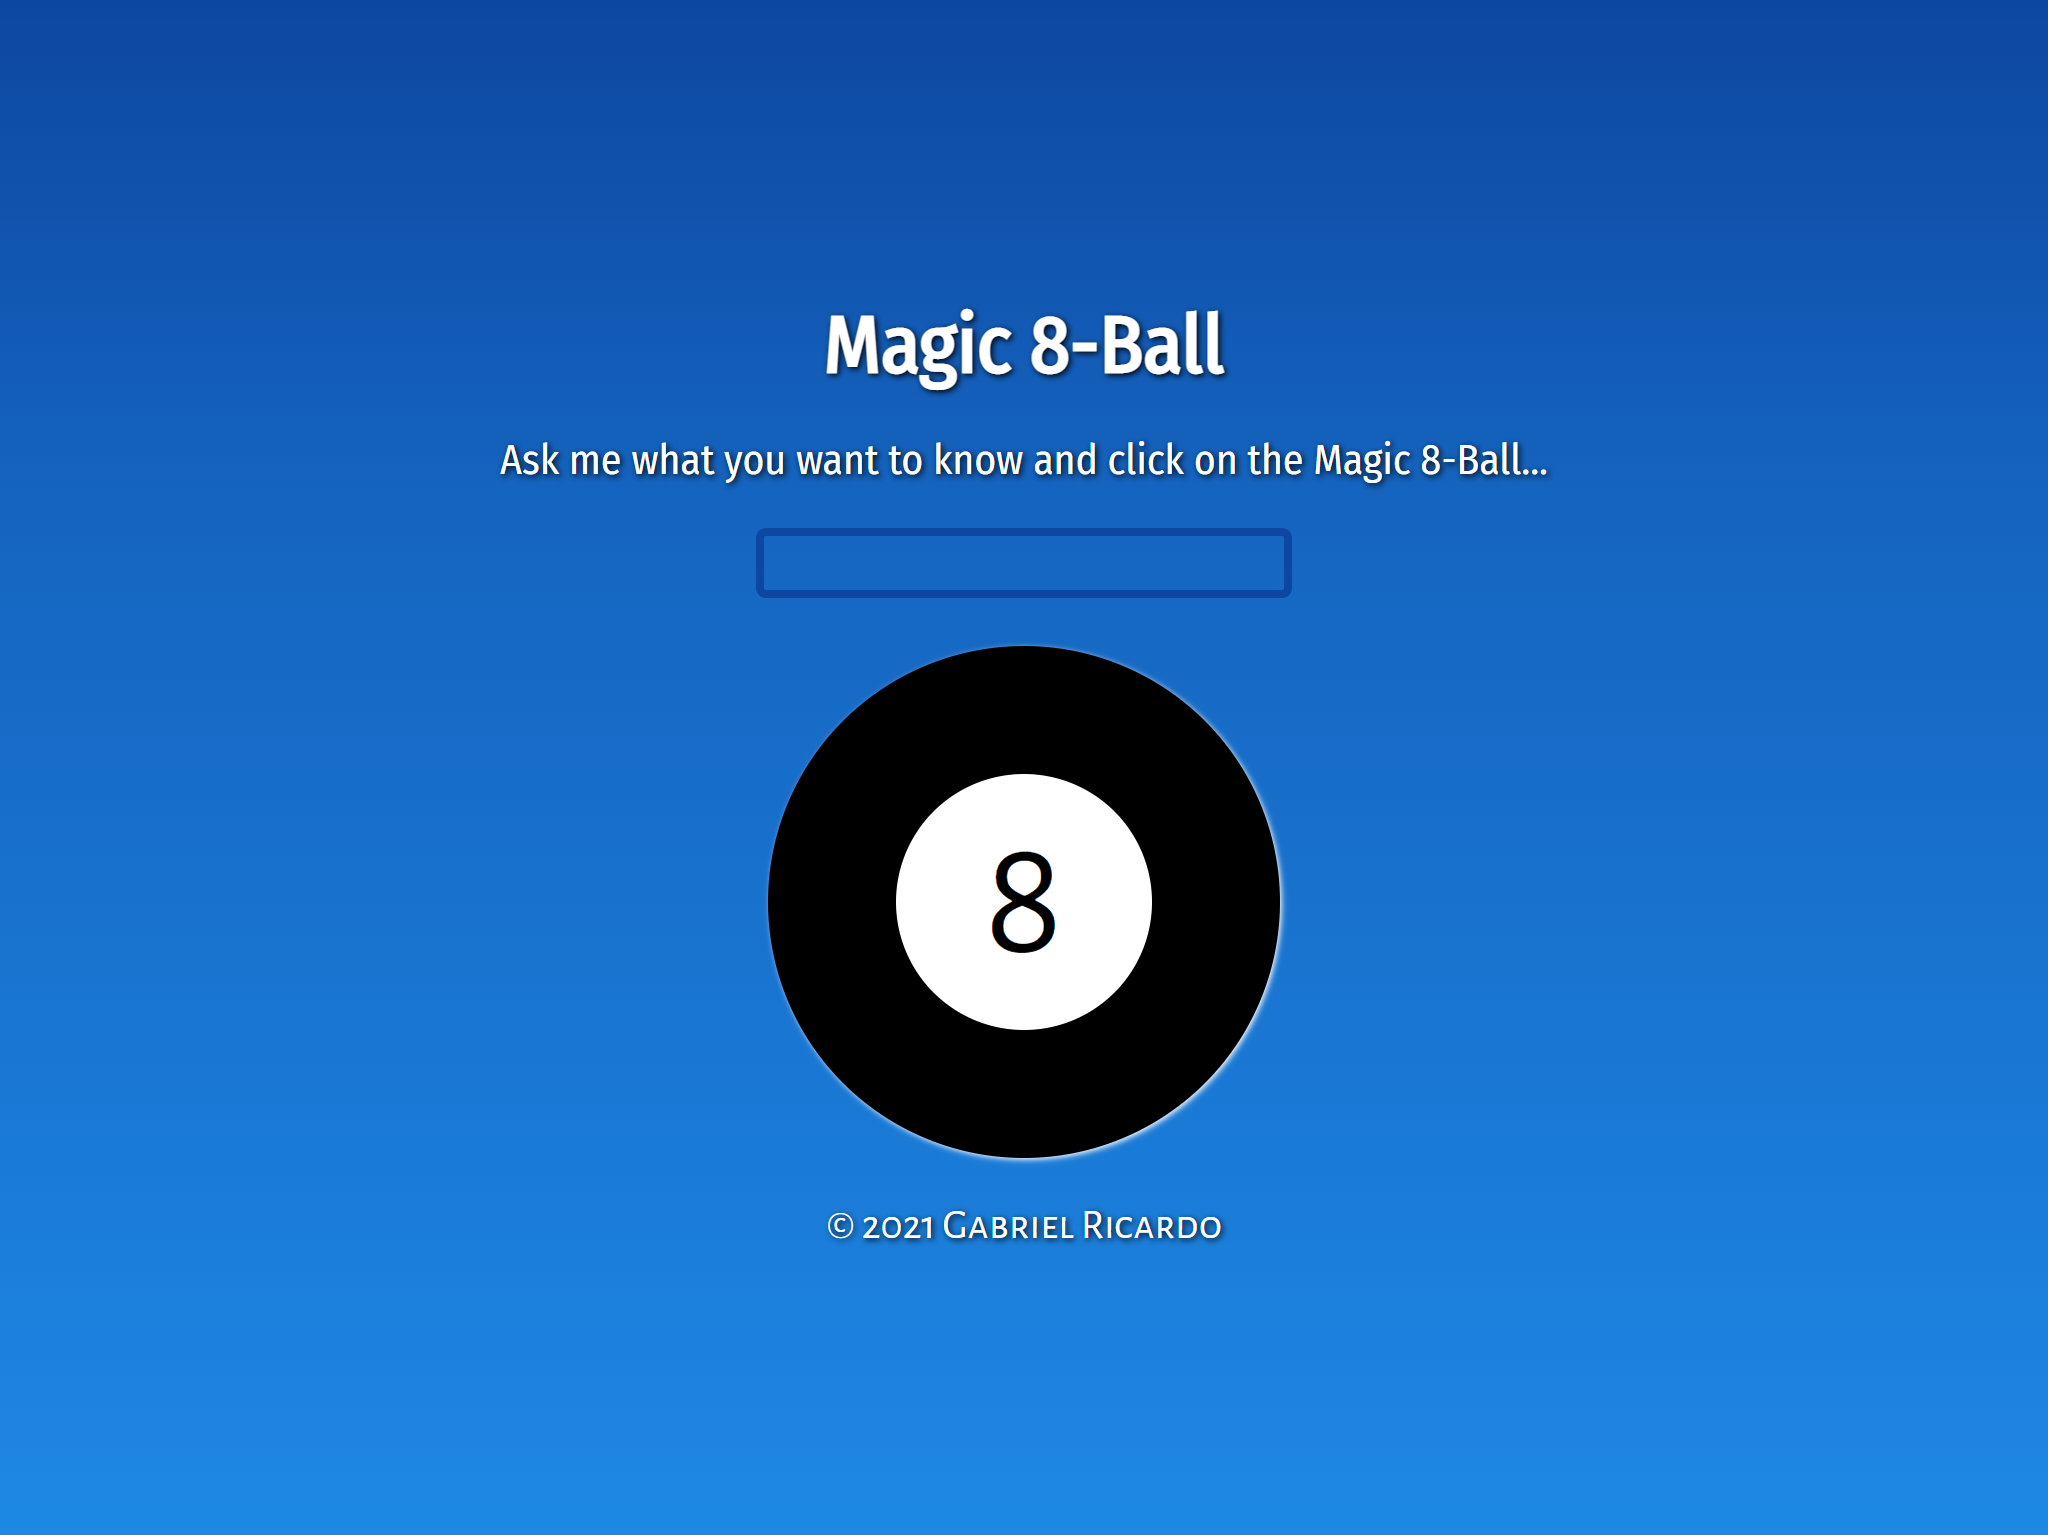 Magic 8-Ball
Ask me what you want to know and click on the Magic 8-Ball...
8
© 2021 Gabriel Ricardo